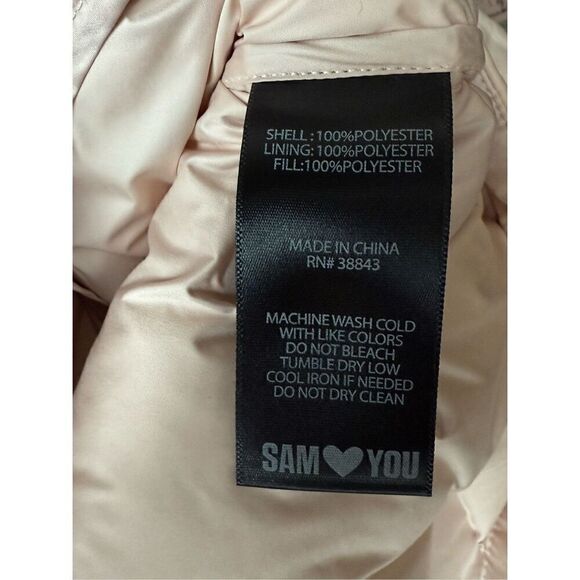 SHELL : 100%POLYESTER
LINING: 100%POLYESTER
FILL:100%POLYESTER
MADE IN CHINA
RN# 38843
MACHINE WASH COLD
WITH LIKE COLORS
DO NOT BLEACH
TUMBLE DRY LOW
COOL IRON IF NEEDED
DO NOT DRY CLEAN
SAM♥YOU